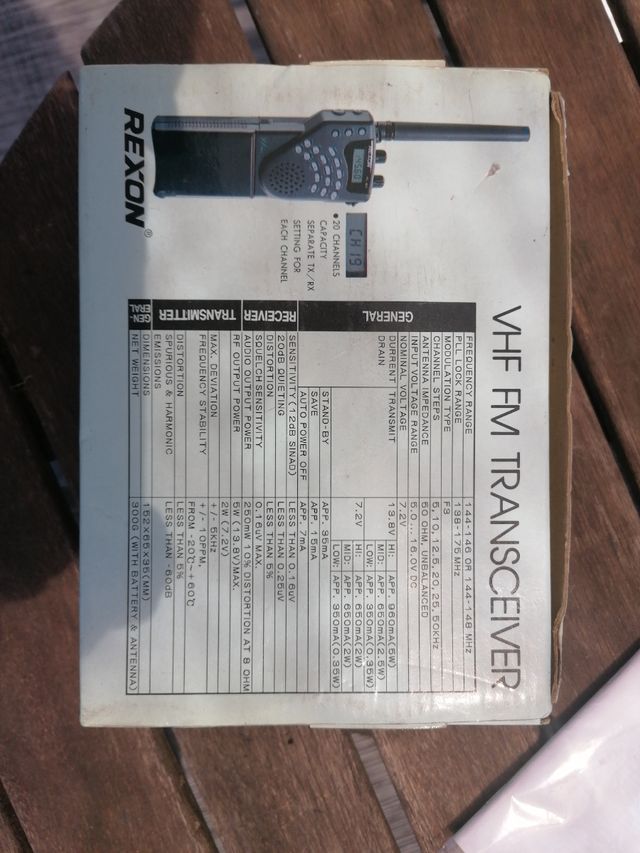 VHF FM TRANSCEIVER
GENERAL
FREQUENCY RANGE 144-146 OR 144-148 MHz
PLL LOCK RANGE 138-175 MHz
MODULATION TYPE F3
CHANNEL STEPS 5, 10, 12.5, 20, 25, 50KHz
ANTENNA IMPEDANCE 50 OHM, UNBALANCED
INPUT VOLTAGE RANGE 5.0...16.0V DC
NOMINAL VOLTAGE 7.2V
DURRENT TRANSMIT 13.8V HI: APP. 960mA(5W)
DRAIN MID: APP. 650mA(2.5W)
LOW: APP. 350mA(0.35W)
7.2V HI: APP. 650mA(2W)
MID: APP. 650mA(2W)
LOW: APP. 350mA(0.35W)
STAND-BY APP. 35mA
SAVE APP. 15mA
AUTO POWER OFF APP. 7mA
RECEIVER
SENSITIVITY(12dB SINAD) LESS THAN 0.16uV
20dB QUIETING LESS THAN 0.25uV
DISTORTION LESS THAN 5%
SQUELCH SENSITIVITY 0.16uV MAX.
AUDIO OUTPUT POWER 250mW 10% DISTORTION AT 8 OHM
TRANSMITTER
RF OUTPUT POWER 5W (13.8V)MAX.
2W (7.2V)
MAX. DEVIATION +/- 5KHz
FREQUENCY STABILITY +/- 10PPM,
FROM -20°C~+60°C
DISTORTION LESS THAN 5%
SPURIOUS & HARMONIC LESS THAN -60dB
EMISSIONS
GEN-
ERAL
DIMENSIONS 152×65×35(MM)
NET WEIGHT 300G (WITH BATTERY & ANTENNA)
CH 19
• 20 CHANNELS
CAPACITY
SEPARATE TX/RX
SETTING FOR
EACH CHANNEL
REXON®